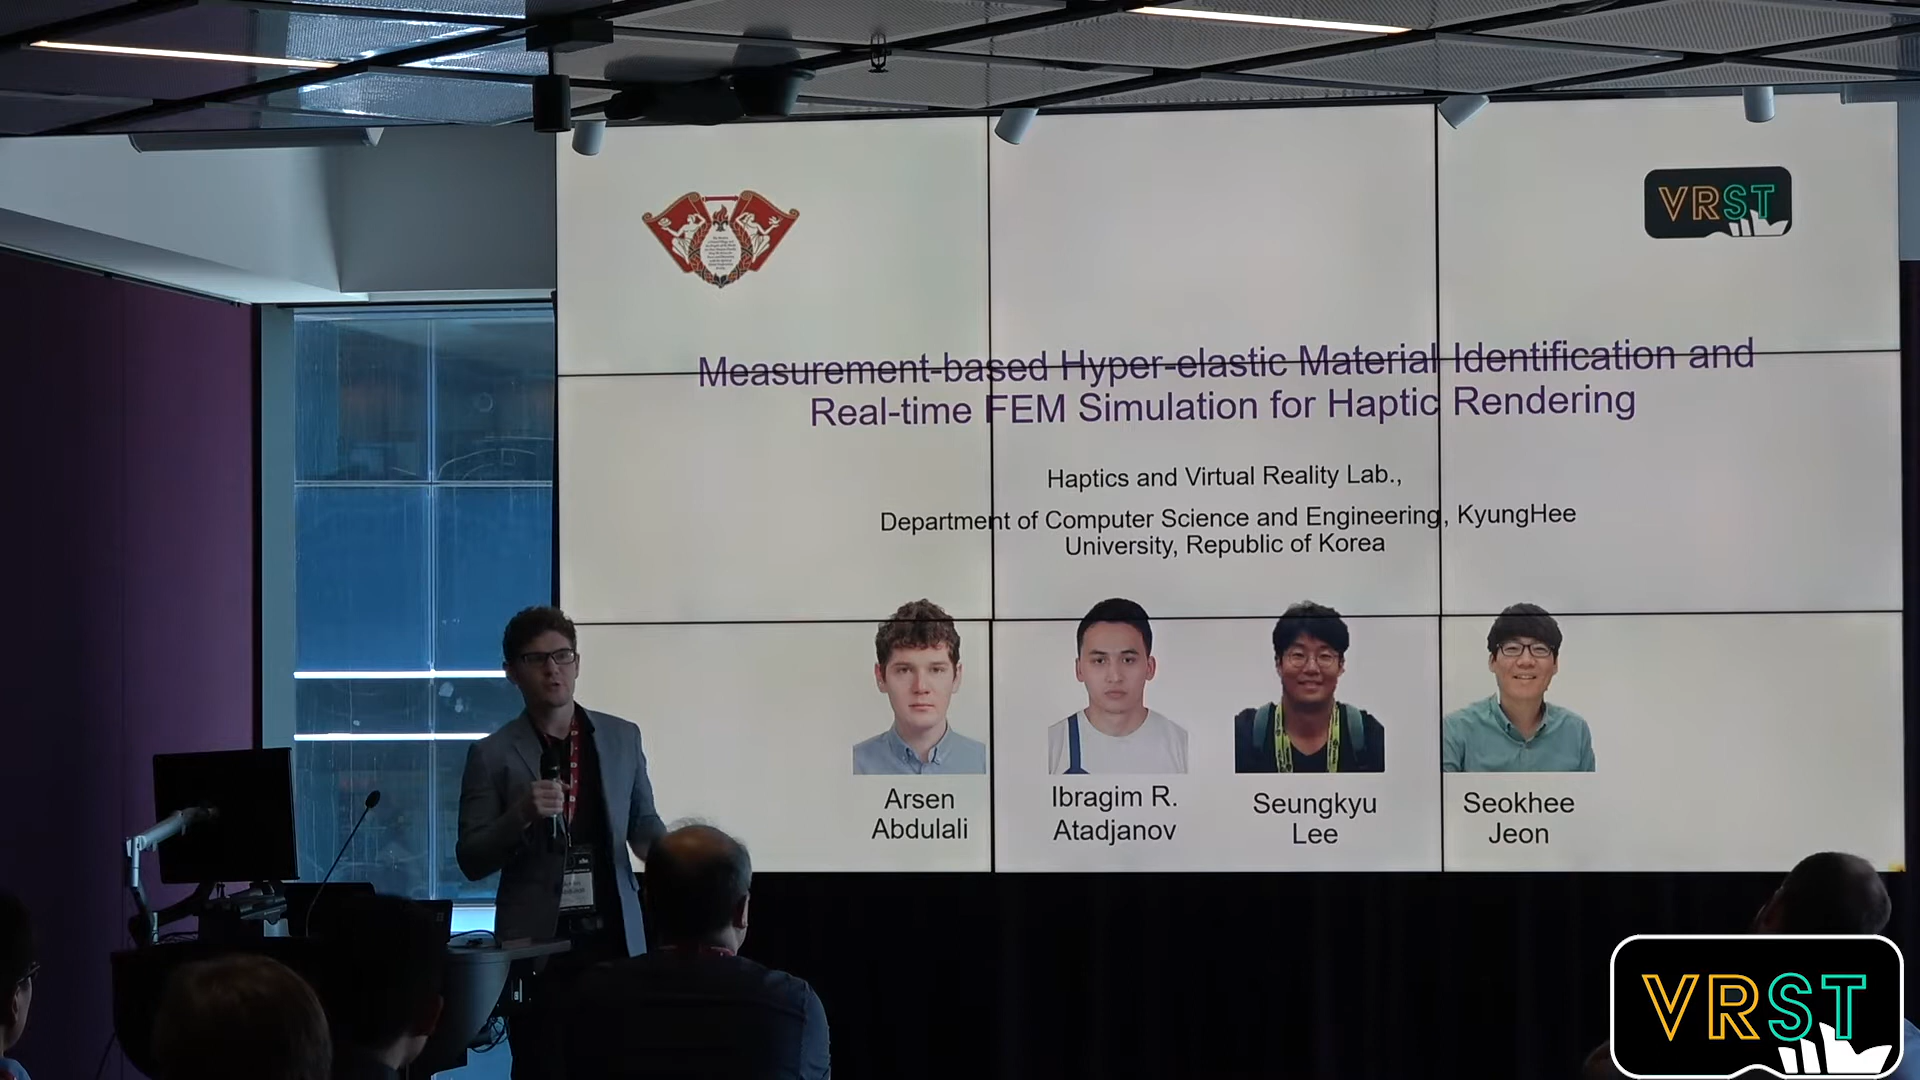 VRST
Measurement-based Hyper-elastic Material Identification and
Real-time FEM Simulation for Haptic Rendering
Haptics and Virtual Reality Lab.,
Department of Computer Science and Engineering, KyungHee
University, Republic of Korea
Arsen
Abdulali
Ibragim R.
Atadjanov
Seungkyu
Lee
Seokhee
Jeon
VRST